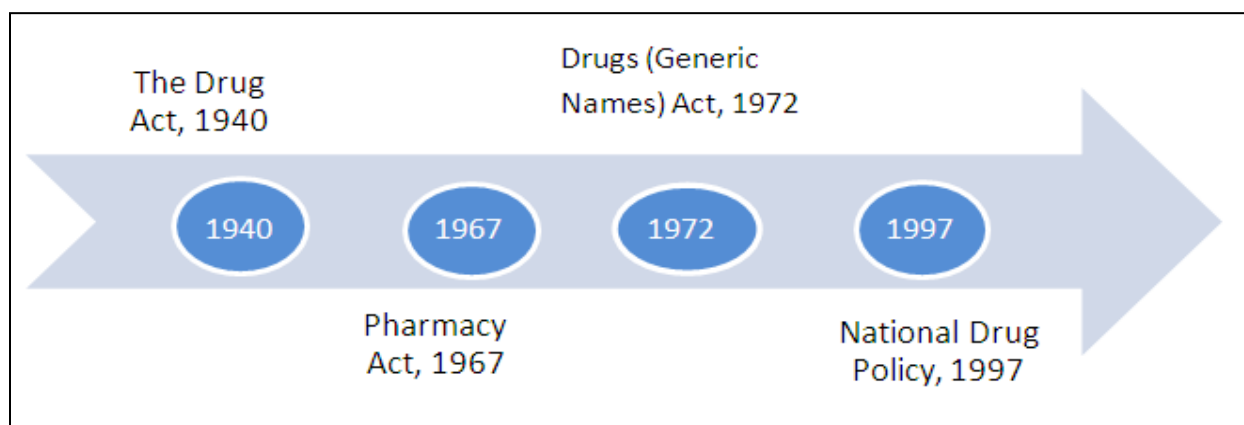 The Drug
Act, 1940
Drugs (Generic
Names) Act, 1972
1940
1967
1972
1997
Pharmacy
Act, 1967
National Drug
Policy, 1997